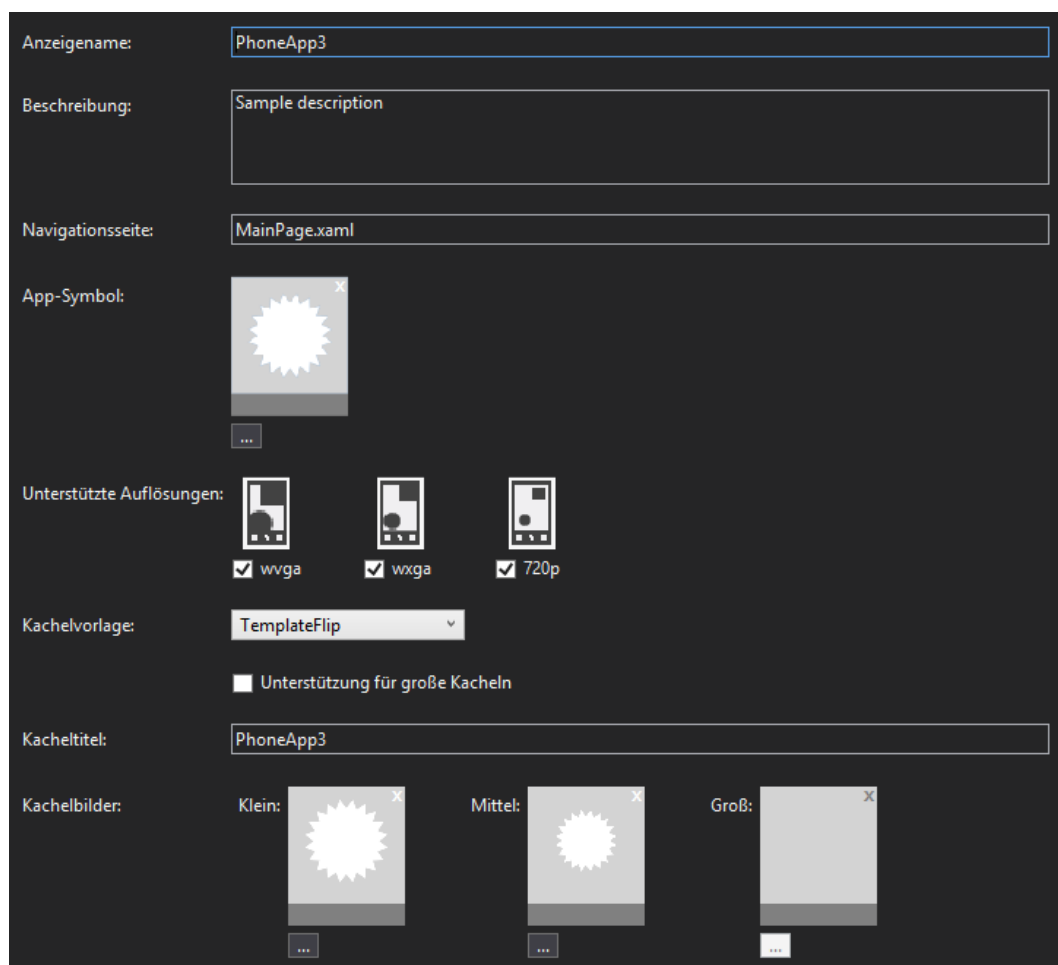 Anzeigename: PhoneApp3
Beschreibung: Sample description
Navigationsseite: MainPage.xaml
App-Symbol: x
...
Unterstützte Auflösungen:
wvga wxga 720p
Kachelvorlage: TemplateFlip
Unterstützung für große Kacheln
Kacheltitel: PhoneApp3
Kachelbilder: Klein: x Mittel: x Groß: x
... ... ...